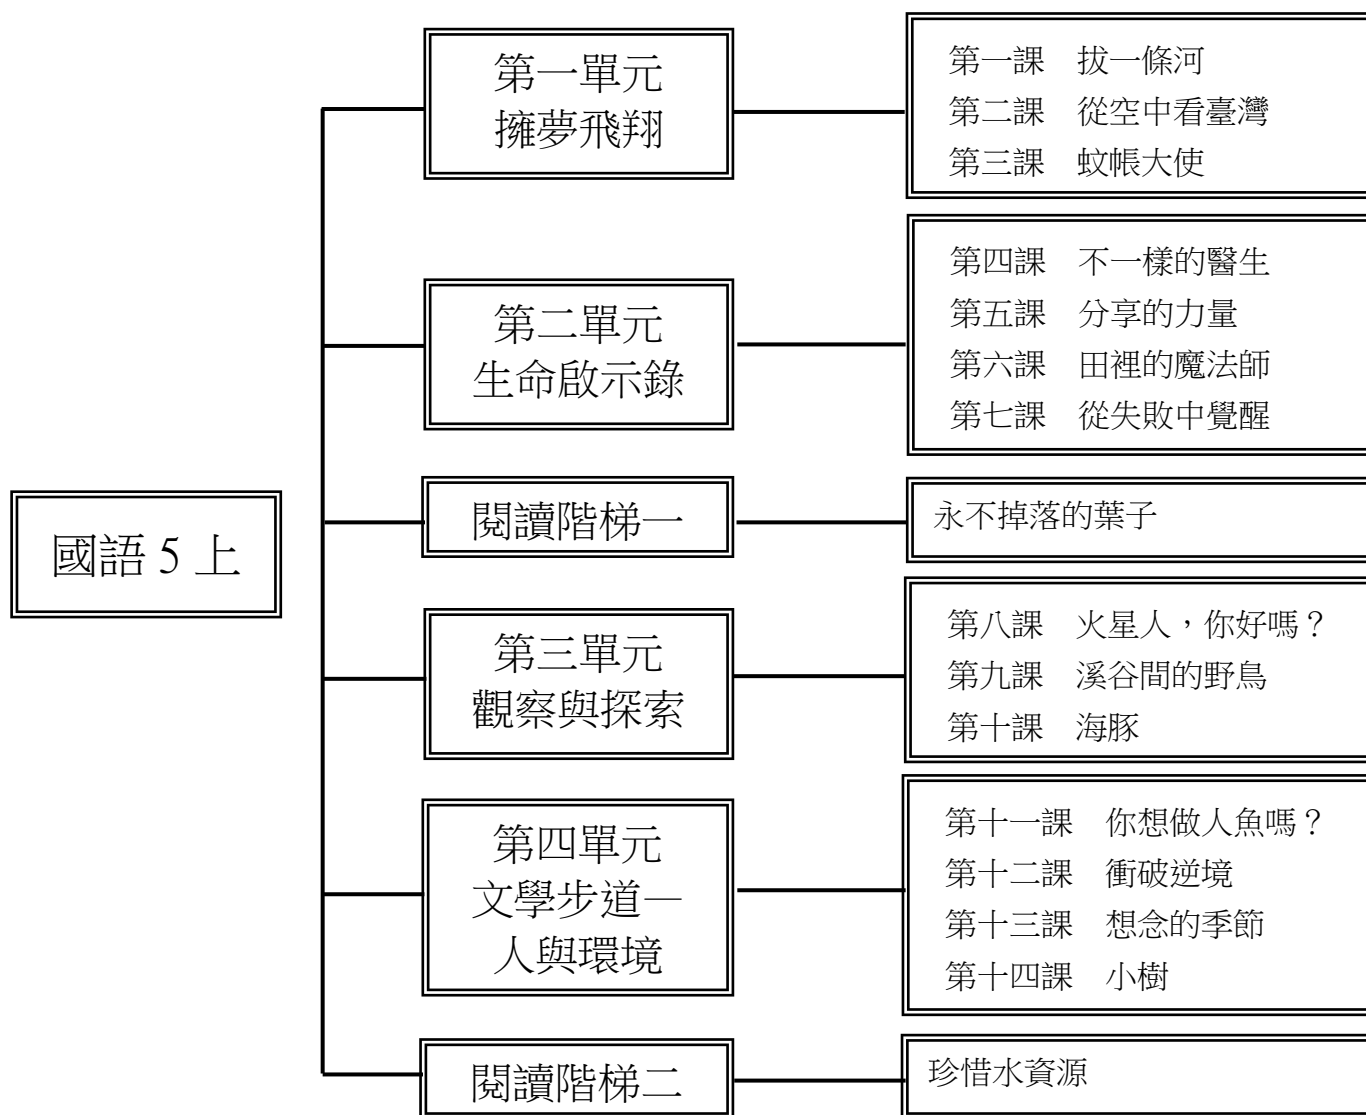 國語 5 上
第一單元
擁夢飛翔
第一課　拔一條河
第二課　從空中看臺灣
第三課　蚊帳大使
第二單元
生命啟示錄
第四課　不一樣的醫生
第五課　分享的力量
第六課　田裡的魔法師
第七課　從失敗中覺醒
閱讀階梯一
永不掉落的葉子
第三單元
觀察與探索
第八課　火星人，你好嗎？
第九課　溪谷間的野鳥
第十課　海豚
第四單元
文學步道—
人與環境
第十一課　你想做人魚嗎？
第十二課　衝破逆境
第十三課　想念的季節
第十四課　小樹
閱讀階梯二
珍惜水資源